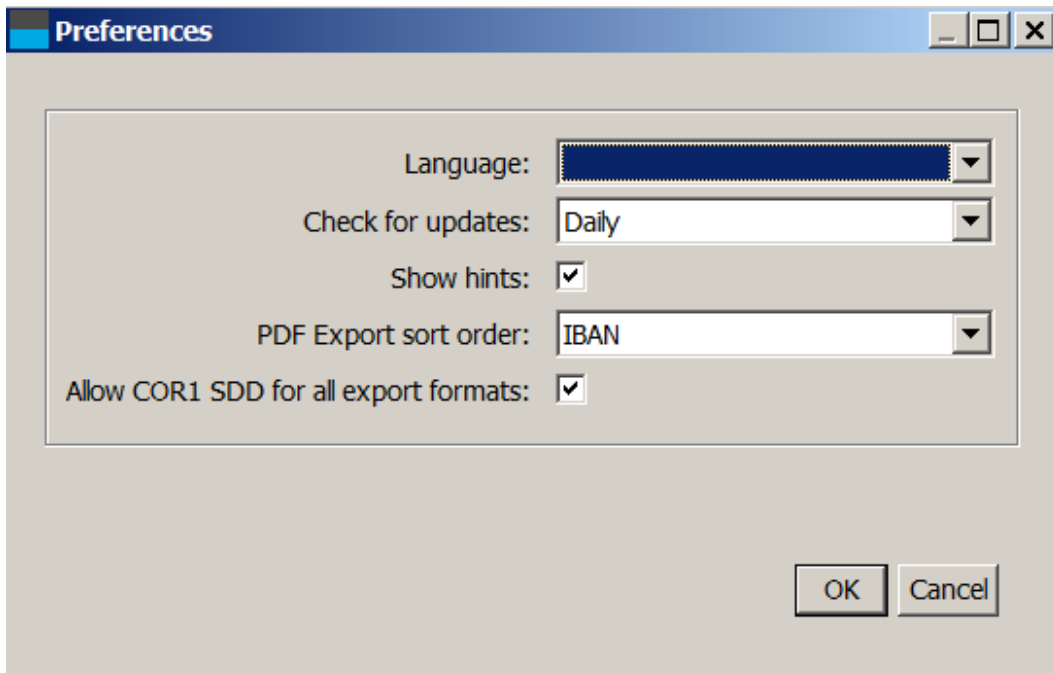 Preferences
Language:
Check for updates: Daily
Show hints:
PDF Export sort order: IBAN
Allow COR1 SDD for all export formats:
OK Cancel